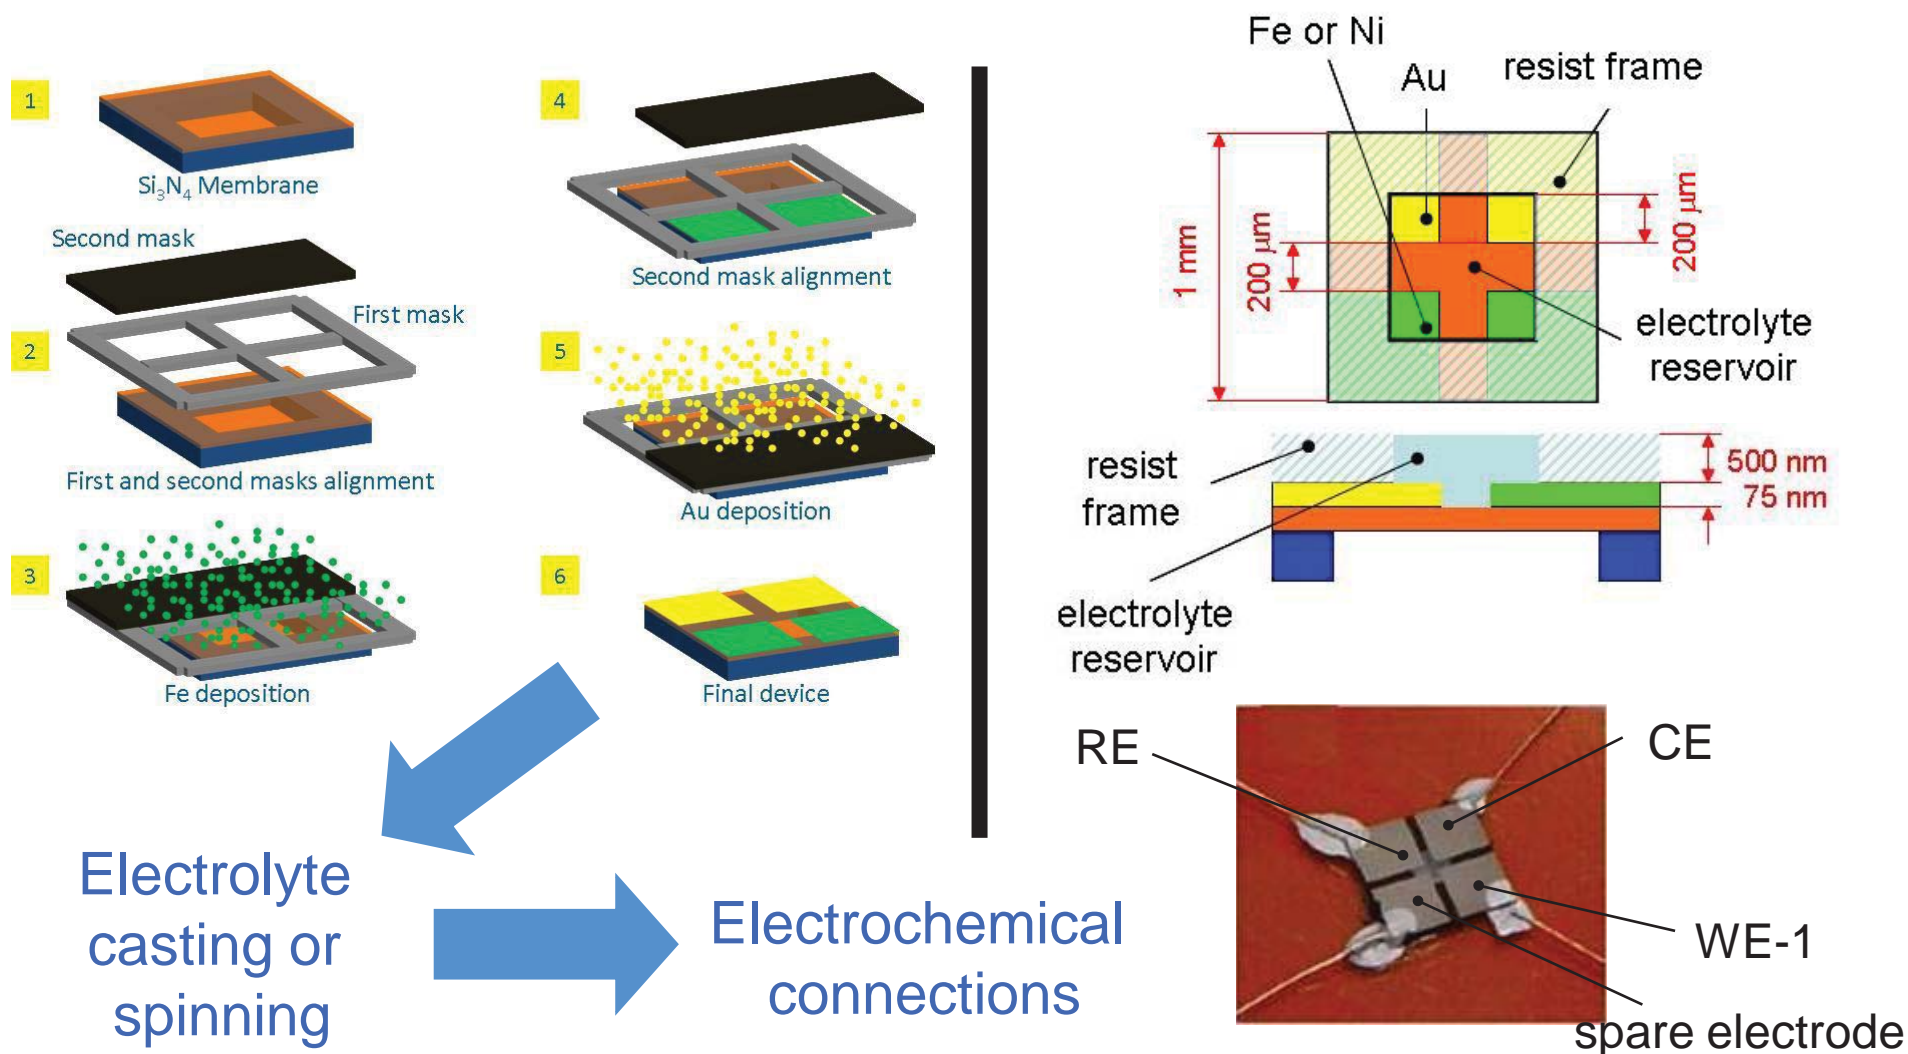 1
Si₃N₄ Membrane
Second mask
First mask
2
First and second masks alignment
3
Fe deposition
4
Second mask alignment
5
Au deposition
6
Final device
Electrolyte
casting or
spinning
Electrochemical
connections
Fe or Ni
Au
resist frame
1 mm
200 µm
200 µm
electrolyte
reservoir
resist
frame
500 nm
75 nm
electrolyte
reservoir
RE
CE
WE-1
spare electrode